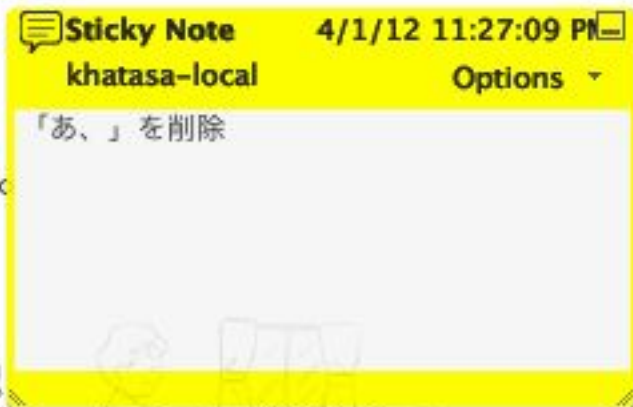 Sticky Note 4/1/12 11:27:09 PM
khatasa-local Options
「あ、」を削除